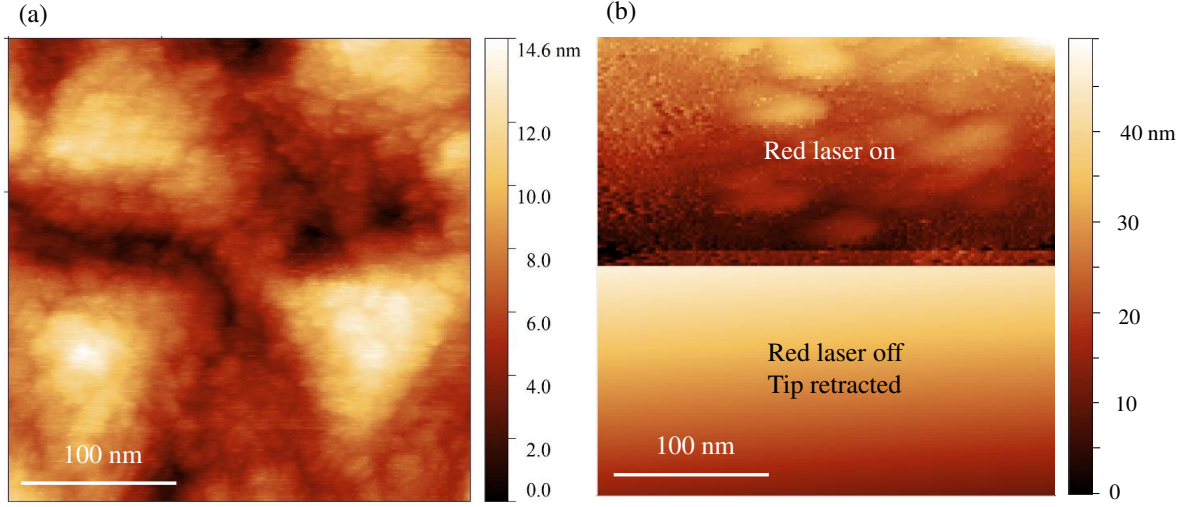 (a)
14.6 nm
12.0
10.0
8.0
6.0
4.0
2.0
0.0
100 nm
(b)
40 nm
30
20
10
0
Red laser on
Red laser off
Tip retracted
100 nm